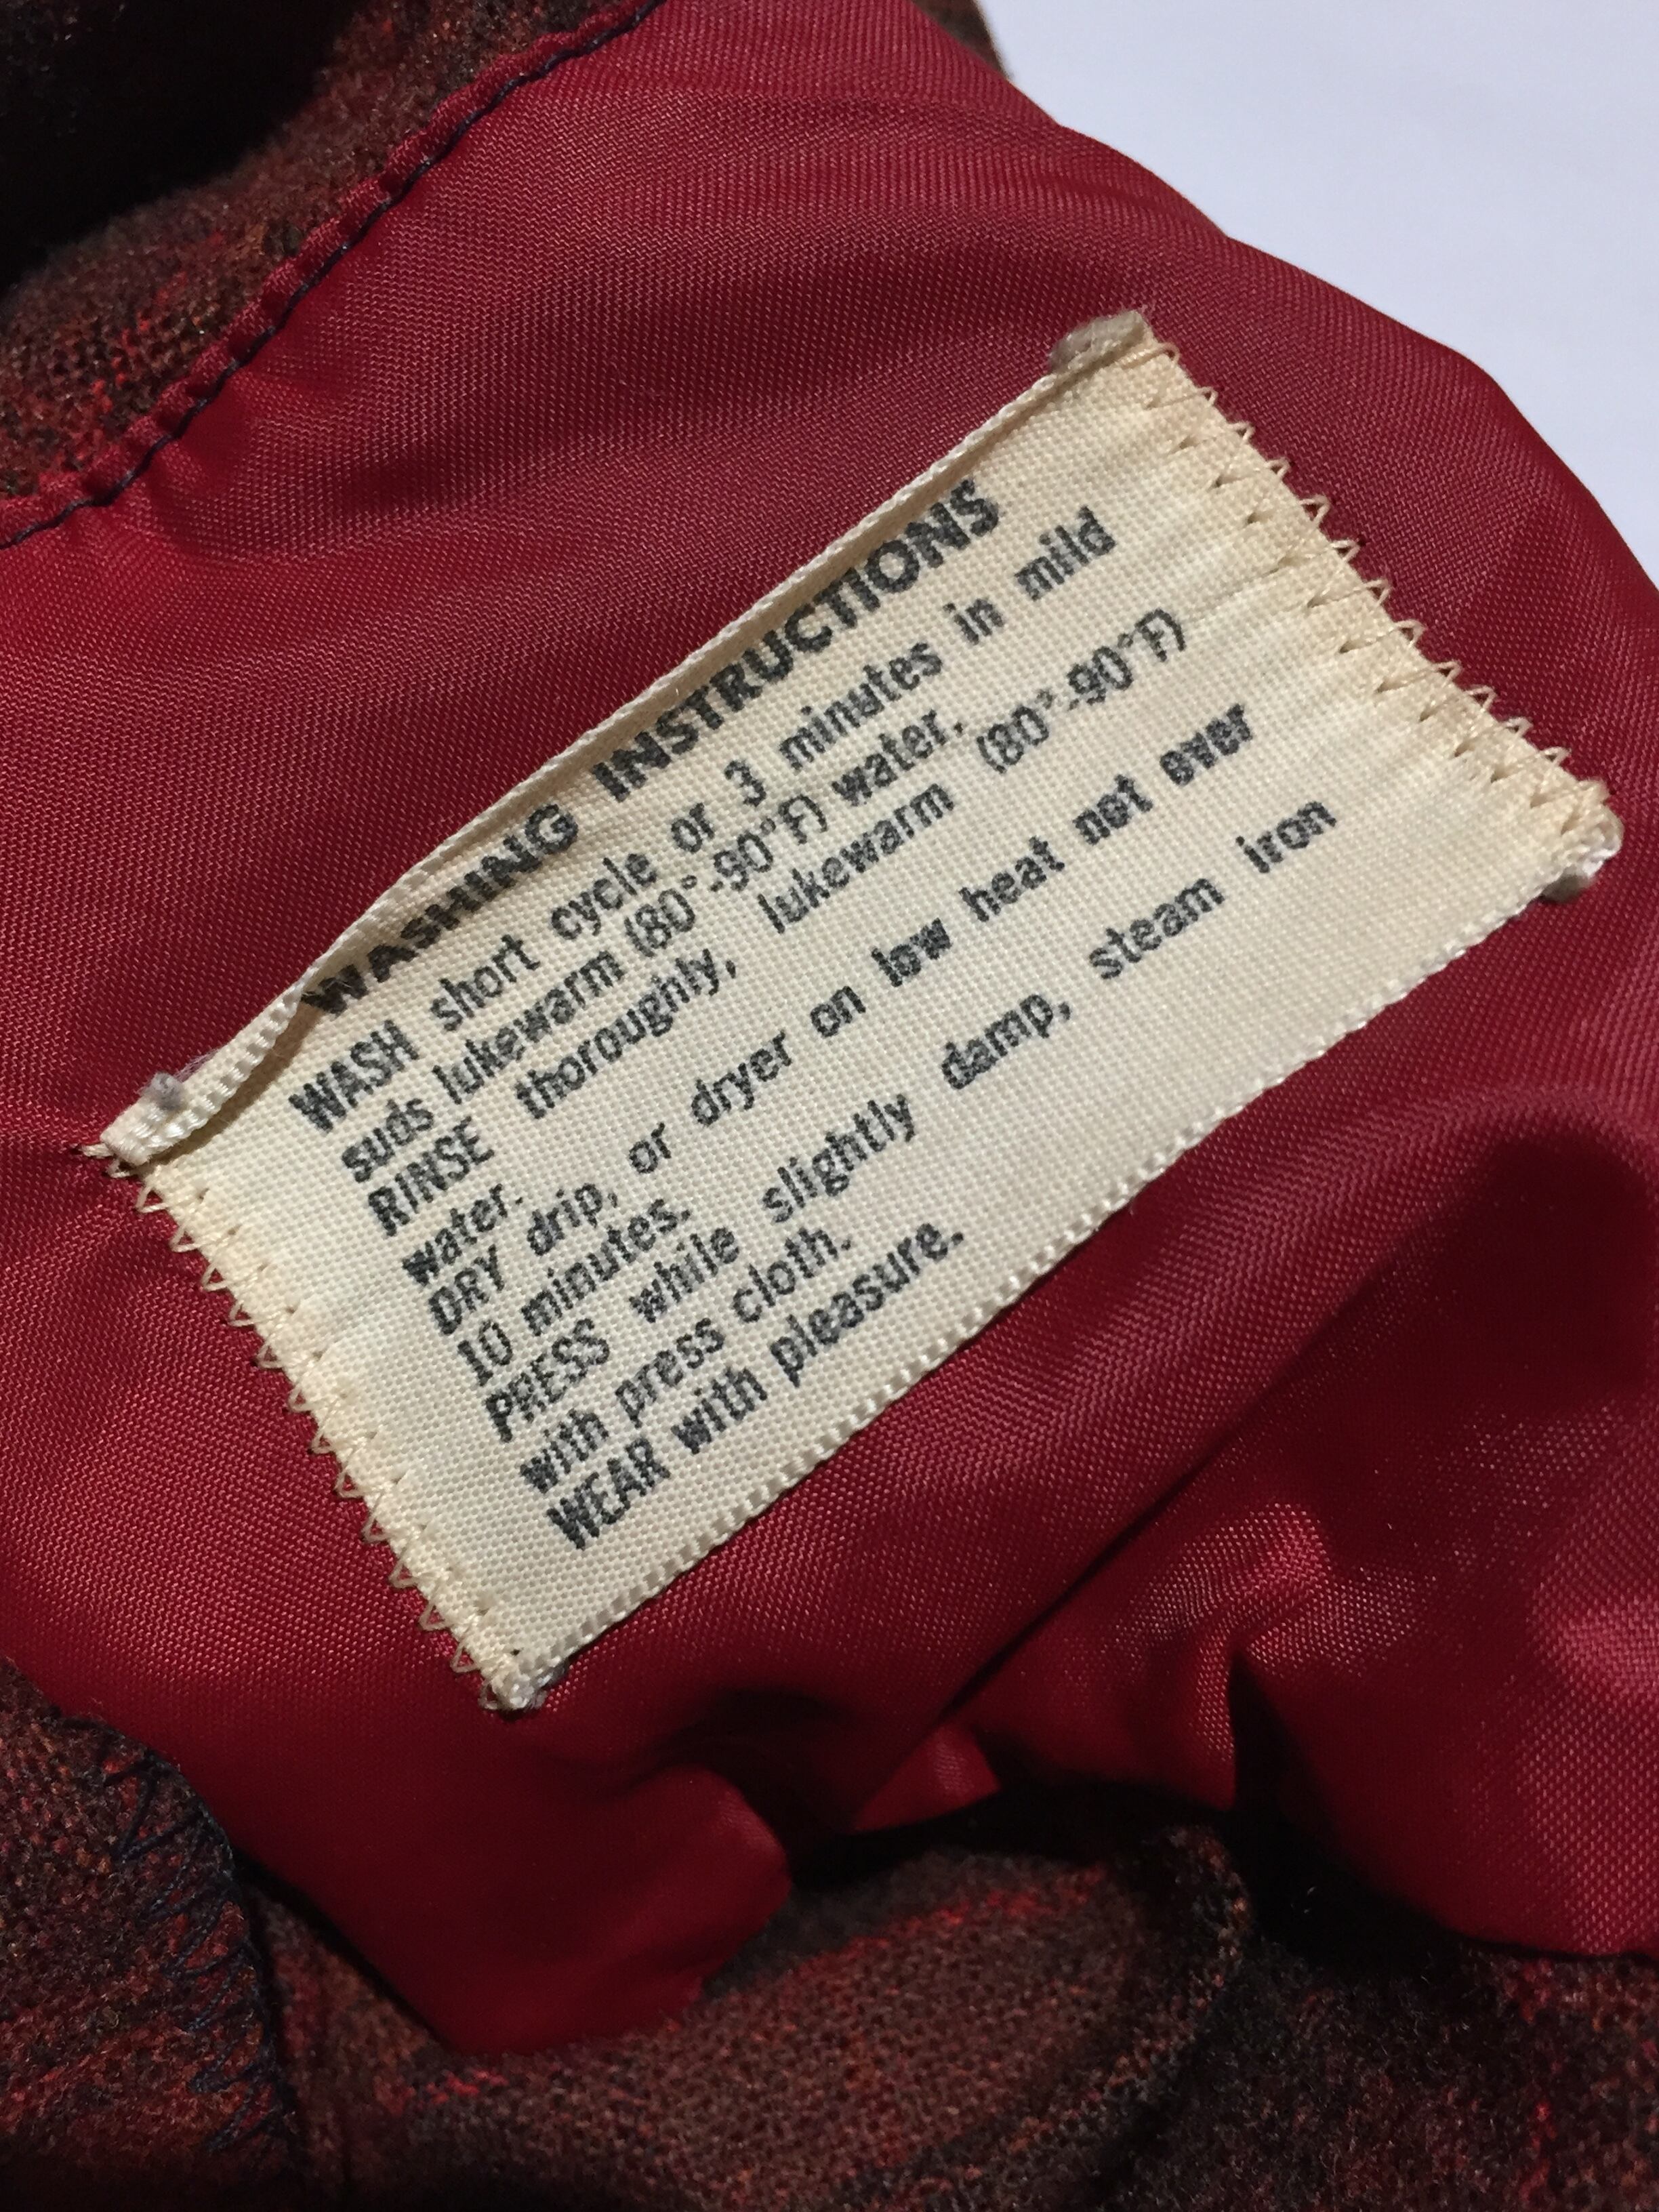 WASHING INSTRUCTIONS
WASH short cycle or 3 minutes in mild
suds lukewarm (80°-90°F) water.
RINSE thoroughly, lukewarm (80°-90°F)
water.
DRY drip, or dryer on low heat not over
10 minutes.
PRESS while slightly damp, steam iron
with press cloth.
WEAR with pleasure.